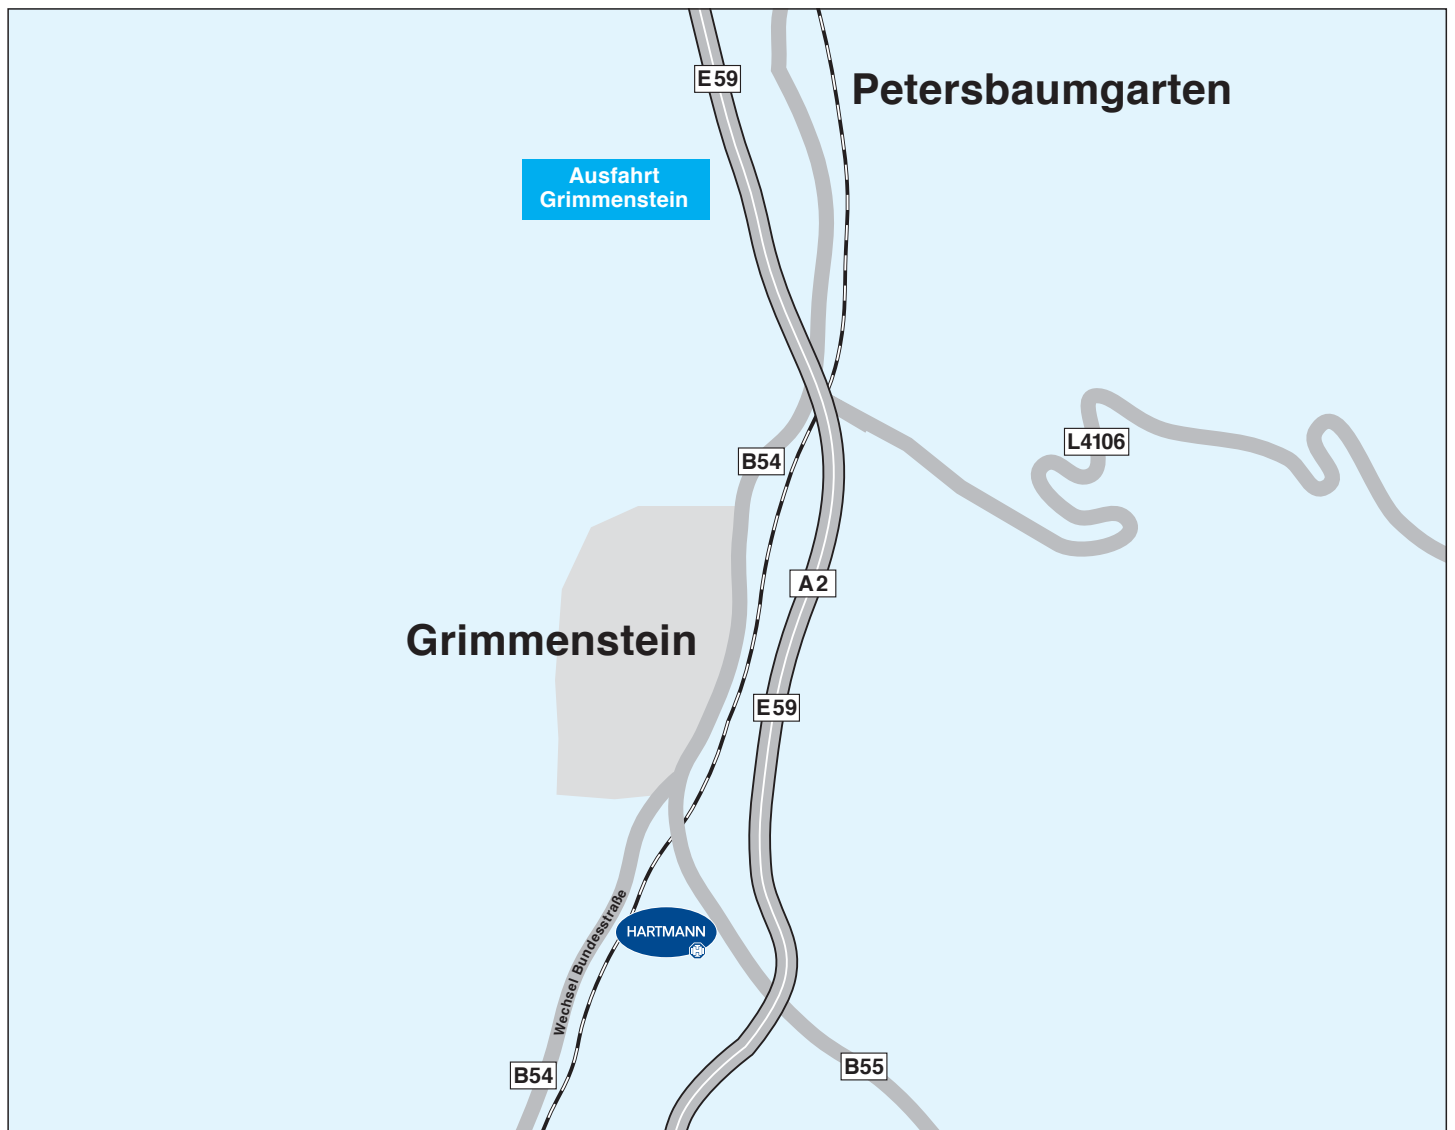 E59
Petersbaumgarten
Ausfahrt
Grimmenstein
L4106
B54
A2
Grimmenstein
E59
Wechsel Bundesstraße
HARTMANN
B55
B54